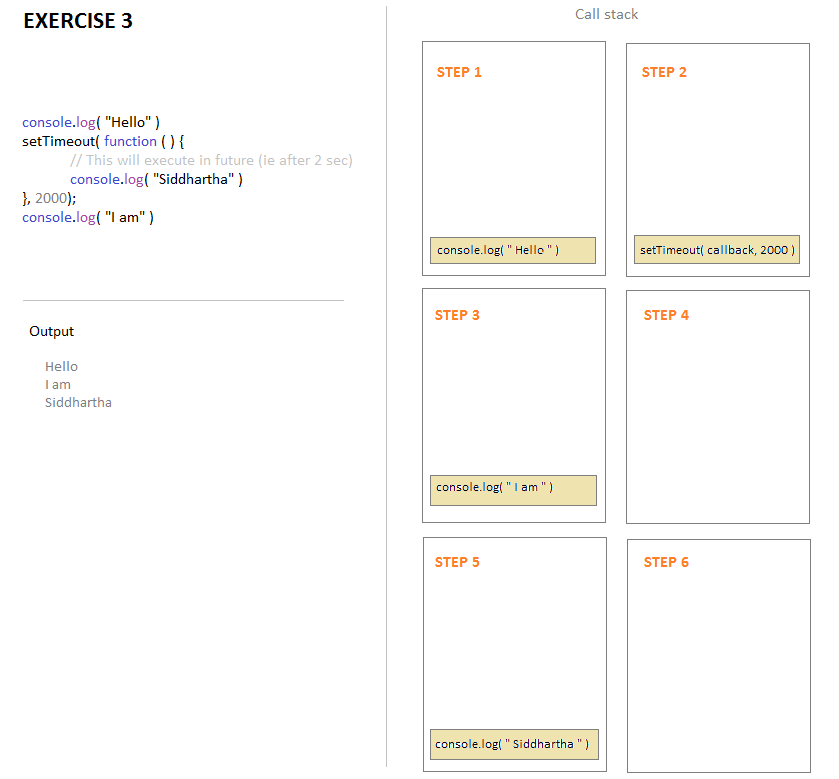 EXERCISE 3
console.log( "Hello" )
setTimeout( function ( ) {
// This will execute in future (ie after 2 sec)
console.log( "Siddhartha" )
}, 2000);
console.log( "I am" )
Output
Hello
I am
Siddhartha
Call stack
STEP 1
console.log( " Hello " )
STEP 2
setTimeout( callback, 2000 )
STEP 3
console.log( " I am " )
STEP 4
STEP 5
console.log( " Siddhartha " )
STEP 6